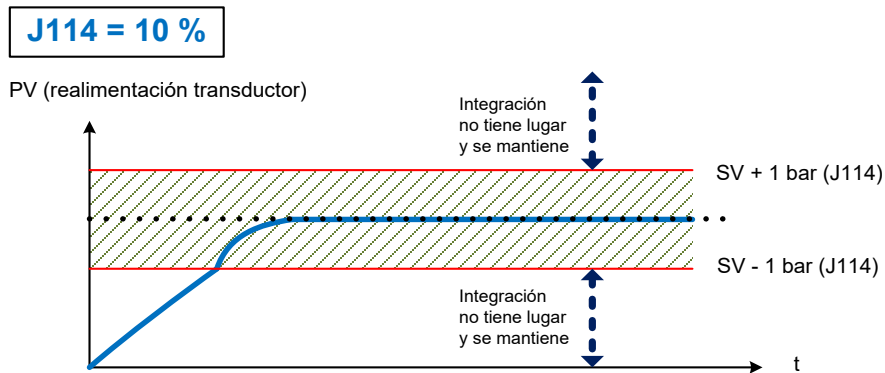 J114 = 10 %
PV (realimentación transductor)
Integración
no tiene lugar
y se mantiene
SV + 1 bar (J114)
SV - 1 bar (J114)
Integración
no tiene lugar
y se mantiene
t